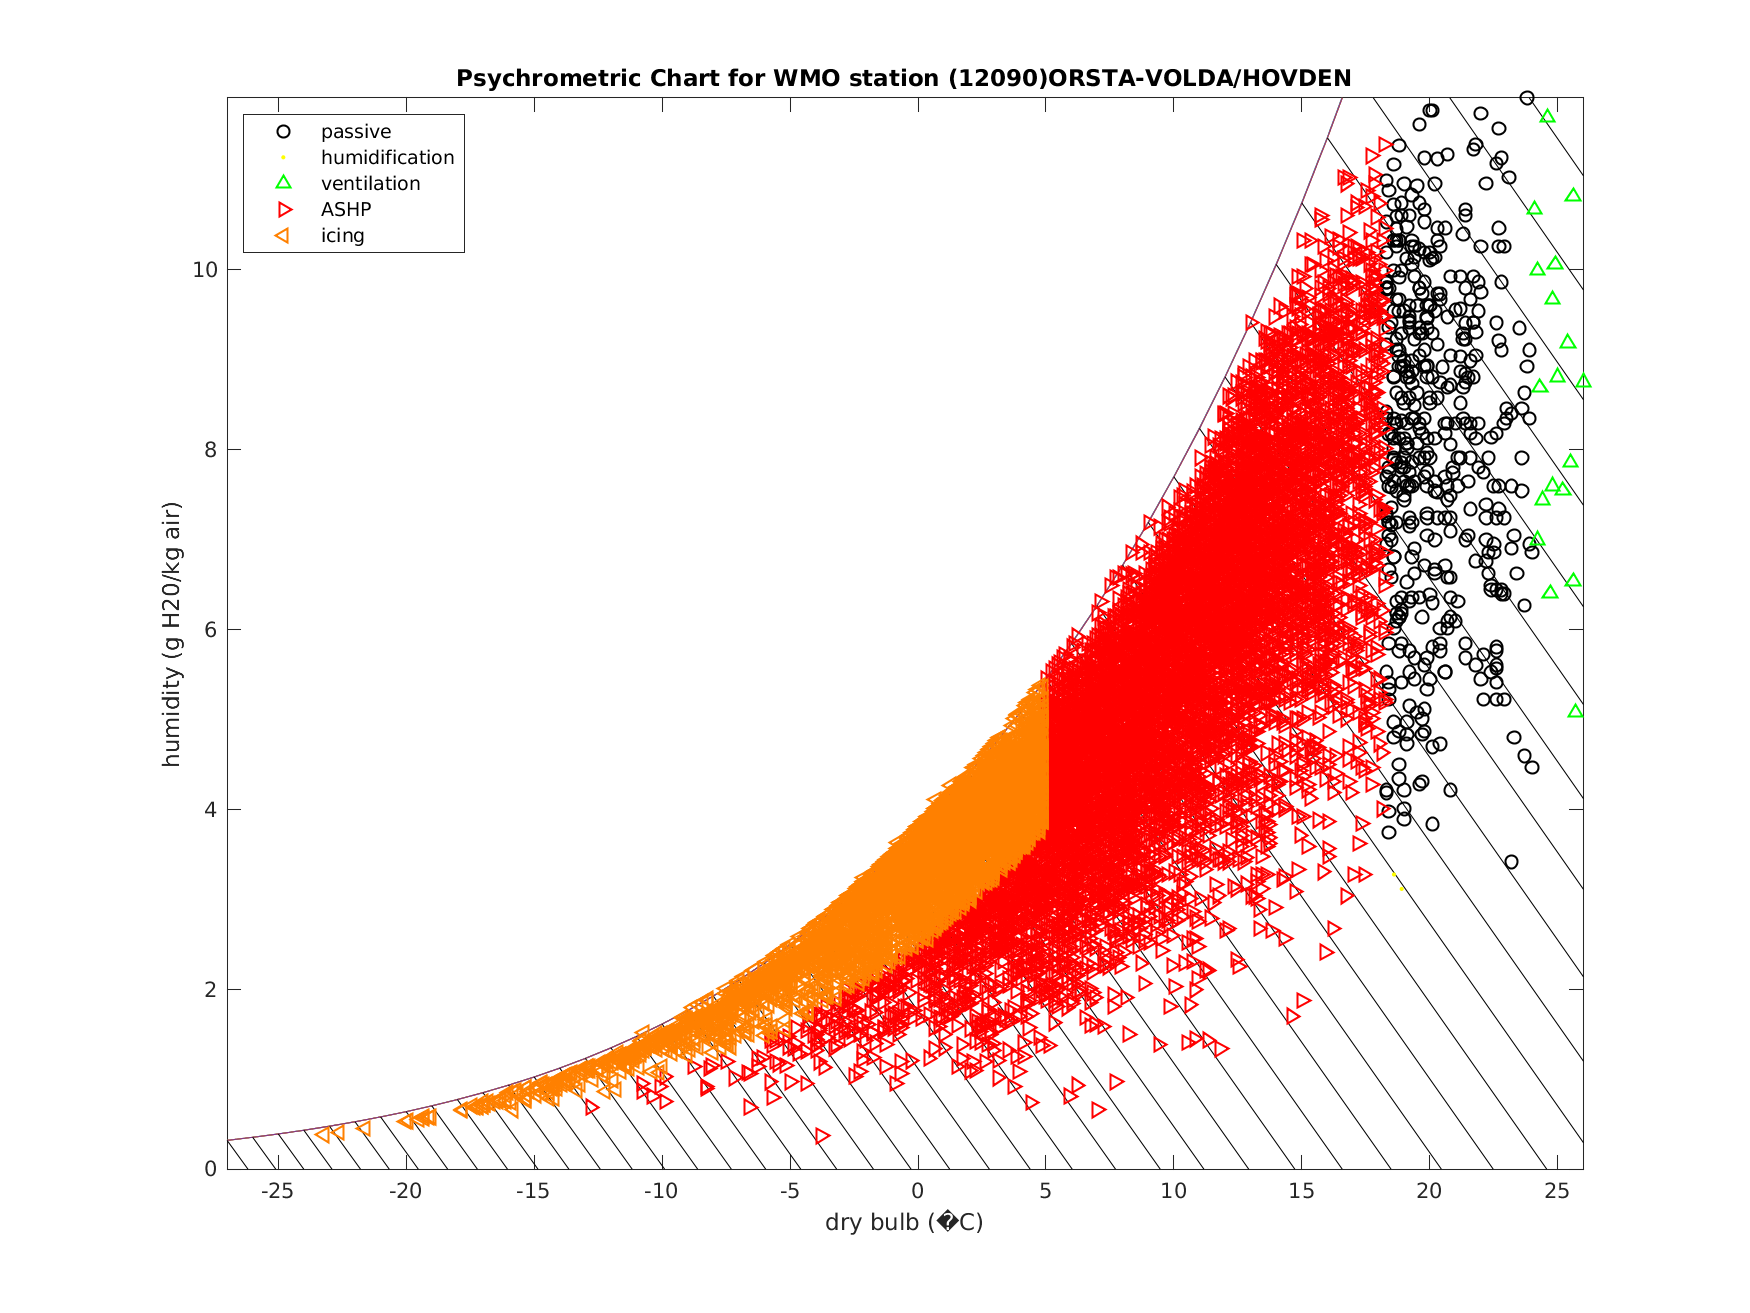 Psychrometric Chart for WMO station (12090)ORSTA-VOLDA/HOVDEN
passive
humidification
ventilation
ASHP
icing
humidity (g H20/kg air)
10
8
6
4
2
0
-25 -20 -15 -10 -5 0 5 10 15 20 25
dry bulb (�C)